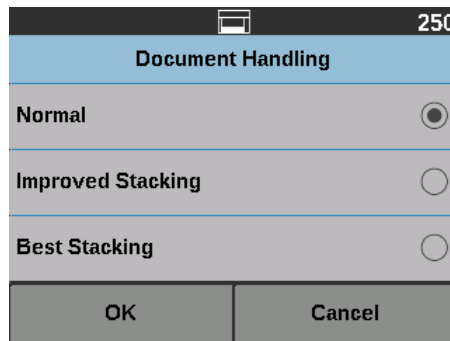 250
Document Handling
Normal
Improved Stacking
Best Stacking
OK Cancel